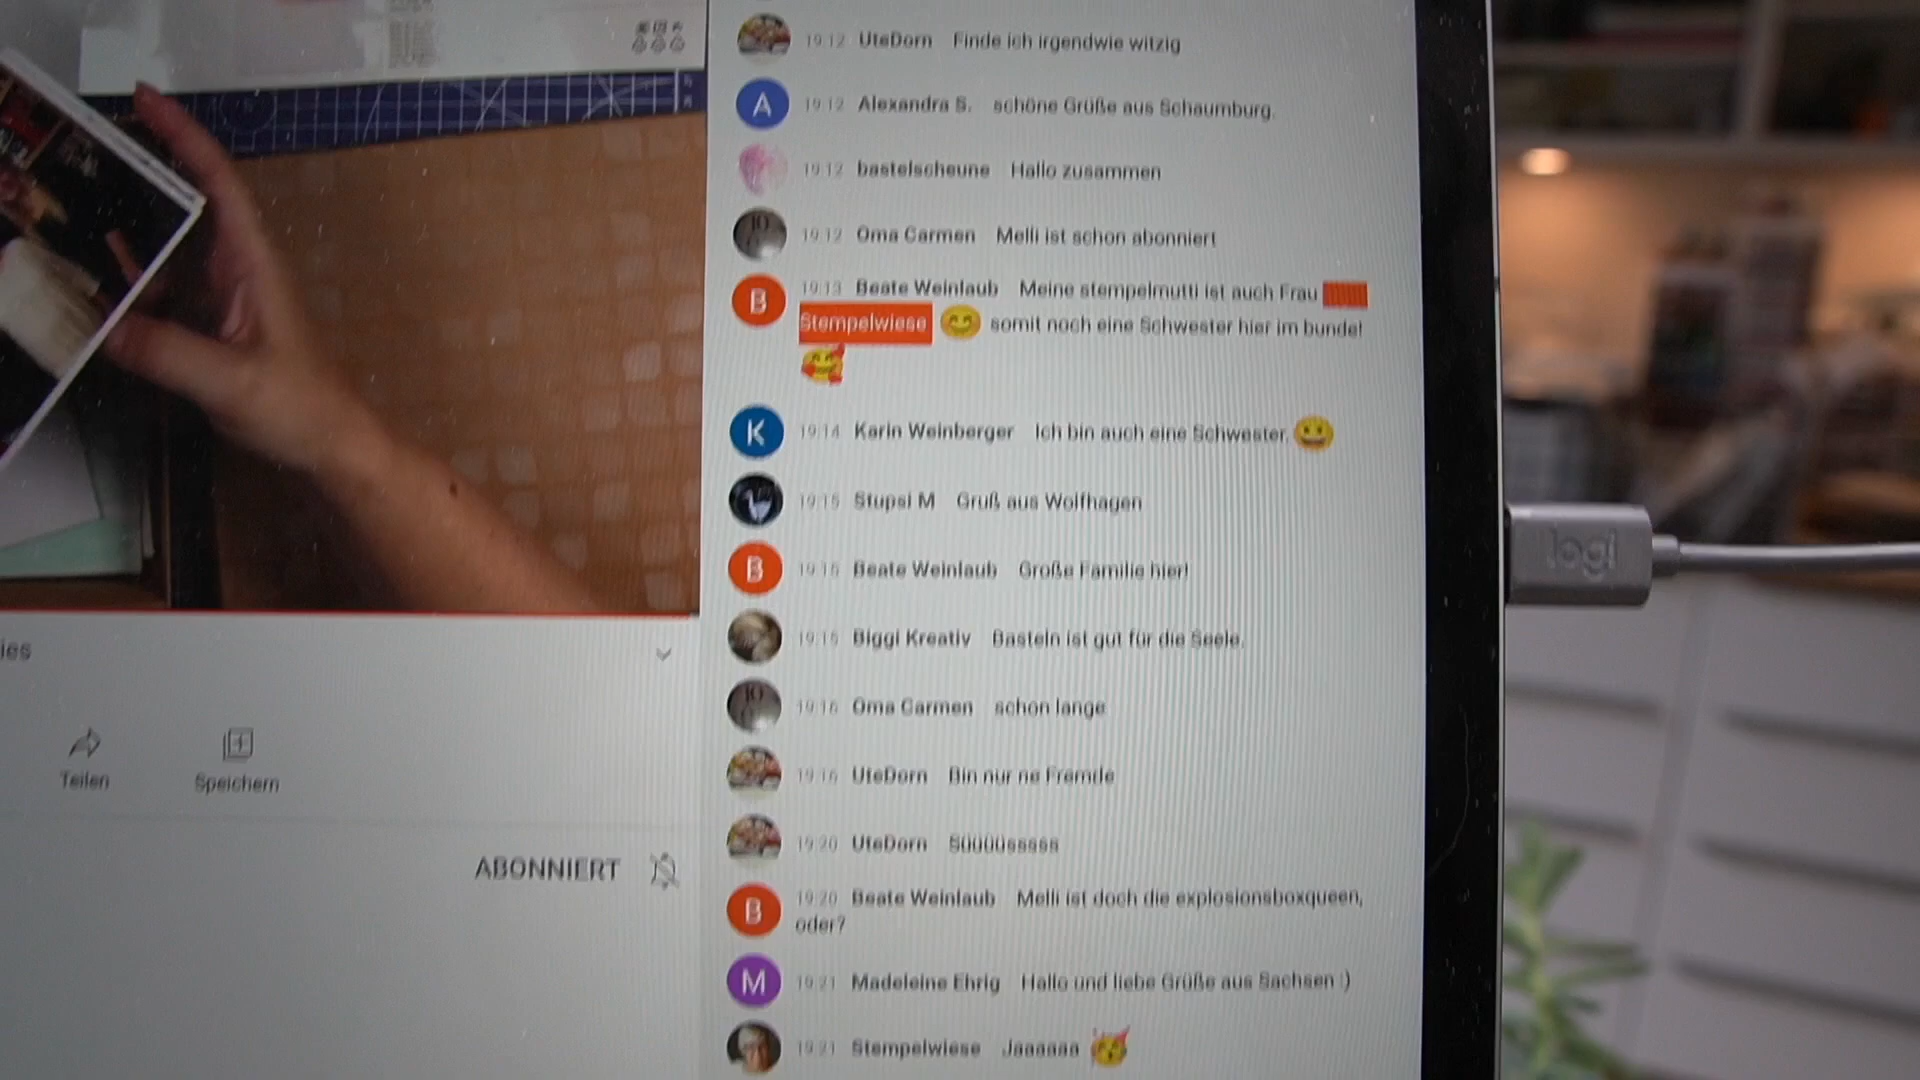 19:12 UteDorn Finde ich irgendwie witzig
19:12 Alexandra S. schöne Grüße aus Schaumburg.
19:12 bastelscheune Hallo zusammen
19:12 Oma Carmen Melli ist schon abonniert
19:13 Beate Weinlaub Meine stempelmutti ist auch Frau
Stempelwiese 😊 somit noch eine Schwester hier im bunde!
🥰
19:14 Karin Weinberger Ich bin auch eine Schwester. 😀
19:15 Stupsi M Gruß aus Wolfhagen
19:15 Beate Weinlaub Große Familie hier!
19:15 Biggi Kreativ Basteln ist gut für die Seele.
19:16 Oma Carmen schon lange
19:16 UteDorn Bin nur ne Fremde
19:20 UteDorn Süüüüsssss
19:20 Beate Weinlaub Melli ist doch die explosionsboxqueen,
oder?
19:21 Madeleine Ehrig Hallo und liebe Grüße aus Sachsen :)
19:21 Stempelwiese Jaaaaaa 🥳
A
B
K
B
B
M
ies
Teilen
Speichern
ABONNIERT
logi